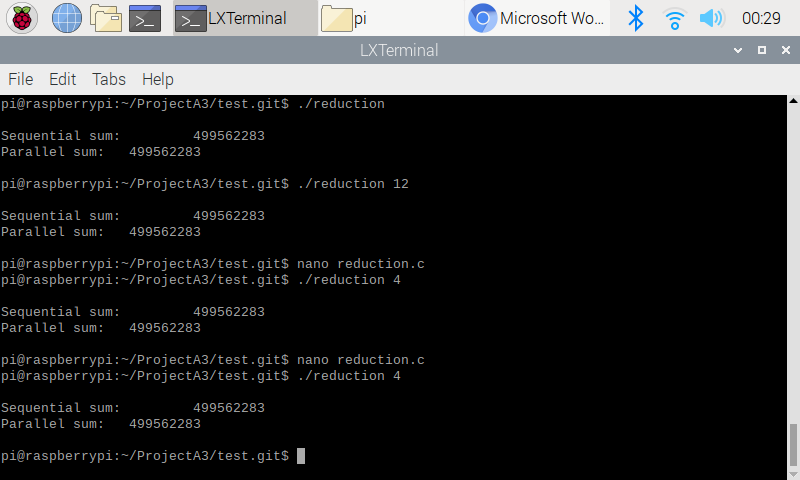 LXTerminal pi Microsoft Wo... 00:29
LXTerminal
File Edit Tabs Help
pi@raspberrypi:~/ProjectA3/test.git$ ./reduction
Sequential sum: 499562283
Parallel sum: 499562283
pi@raspberrypi:~/ProjectA3/test.git$ ./reduction 12
Sequential sum: 499562283
Parallel sum: 499562283
pi@raspberrypi:~/ProjectA3/test.git$ nano reduction.c
pi@raspberrypi:~/ProjectA3/test.git$ ./reduction 4
Sequential sum: 499562283
Parallel sum: 499562283
pi@raspberrypi:~/ProjectA3/test.git$ nano reduction.c
pi@raspberrypi:~/ProjectA3/test.git$ ./reduction 4
Sequential sum: 499562283
Parallel sum: 499562283
pi@raspberrypi:~/ProjectA3/test.git$